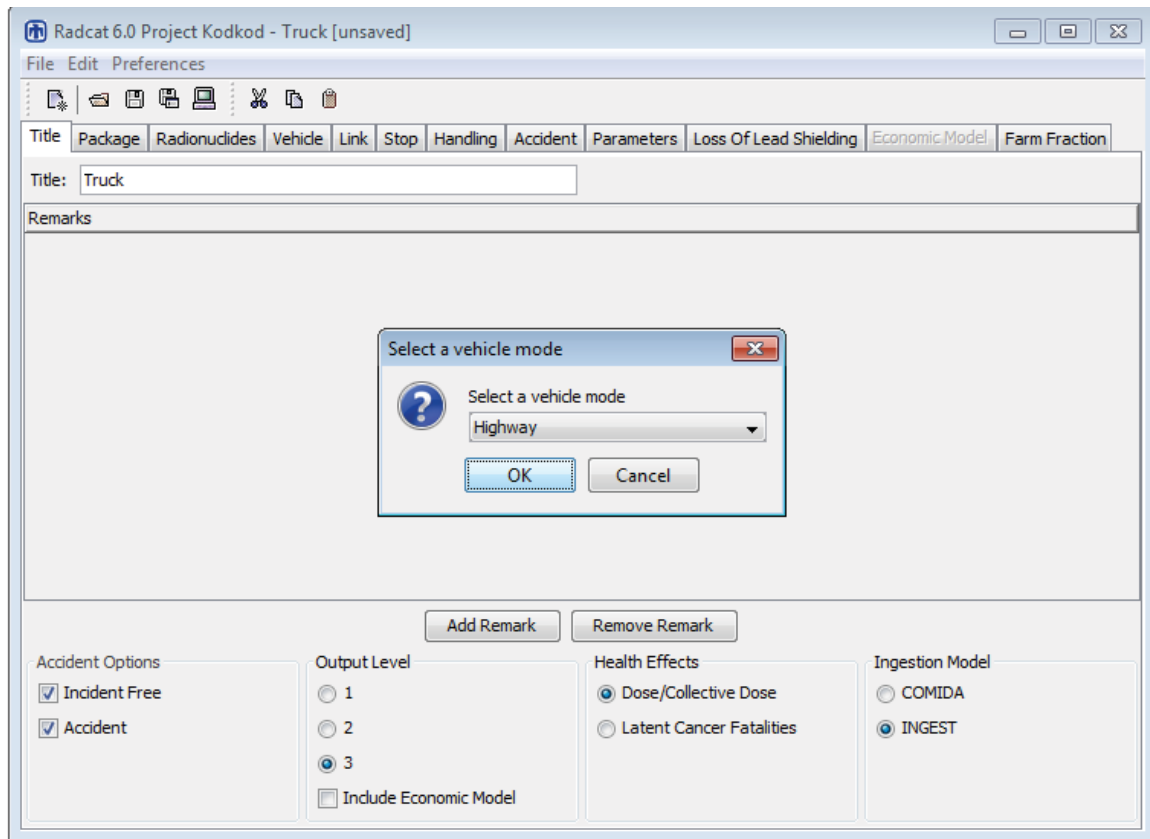 Radcat 6.0 Project Kodkod - Truck [unsaved]
File Edit Preferences
Title Package Radionuclides Vehicle Link Stop Handling Accident Parameters Loss Of Lead Shielding Economic Model Farm Fraction
Title: Truck
Remarks
Select a vehicle mode
Select a vehicle mode
Highway
OK Cancel
Add Remark Remove Remark
Accident Options Output Level Health Effects Ingestion Model
Incident Free 1 Dose/Collective Dose COMIDA
Accident 2 Latent Cancer Fatalities INGEST
3
Include Economic Model